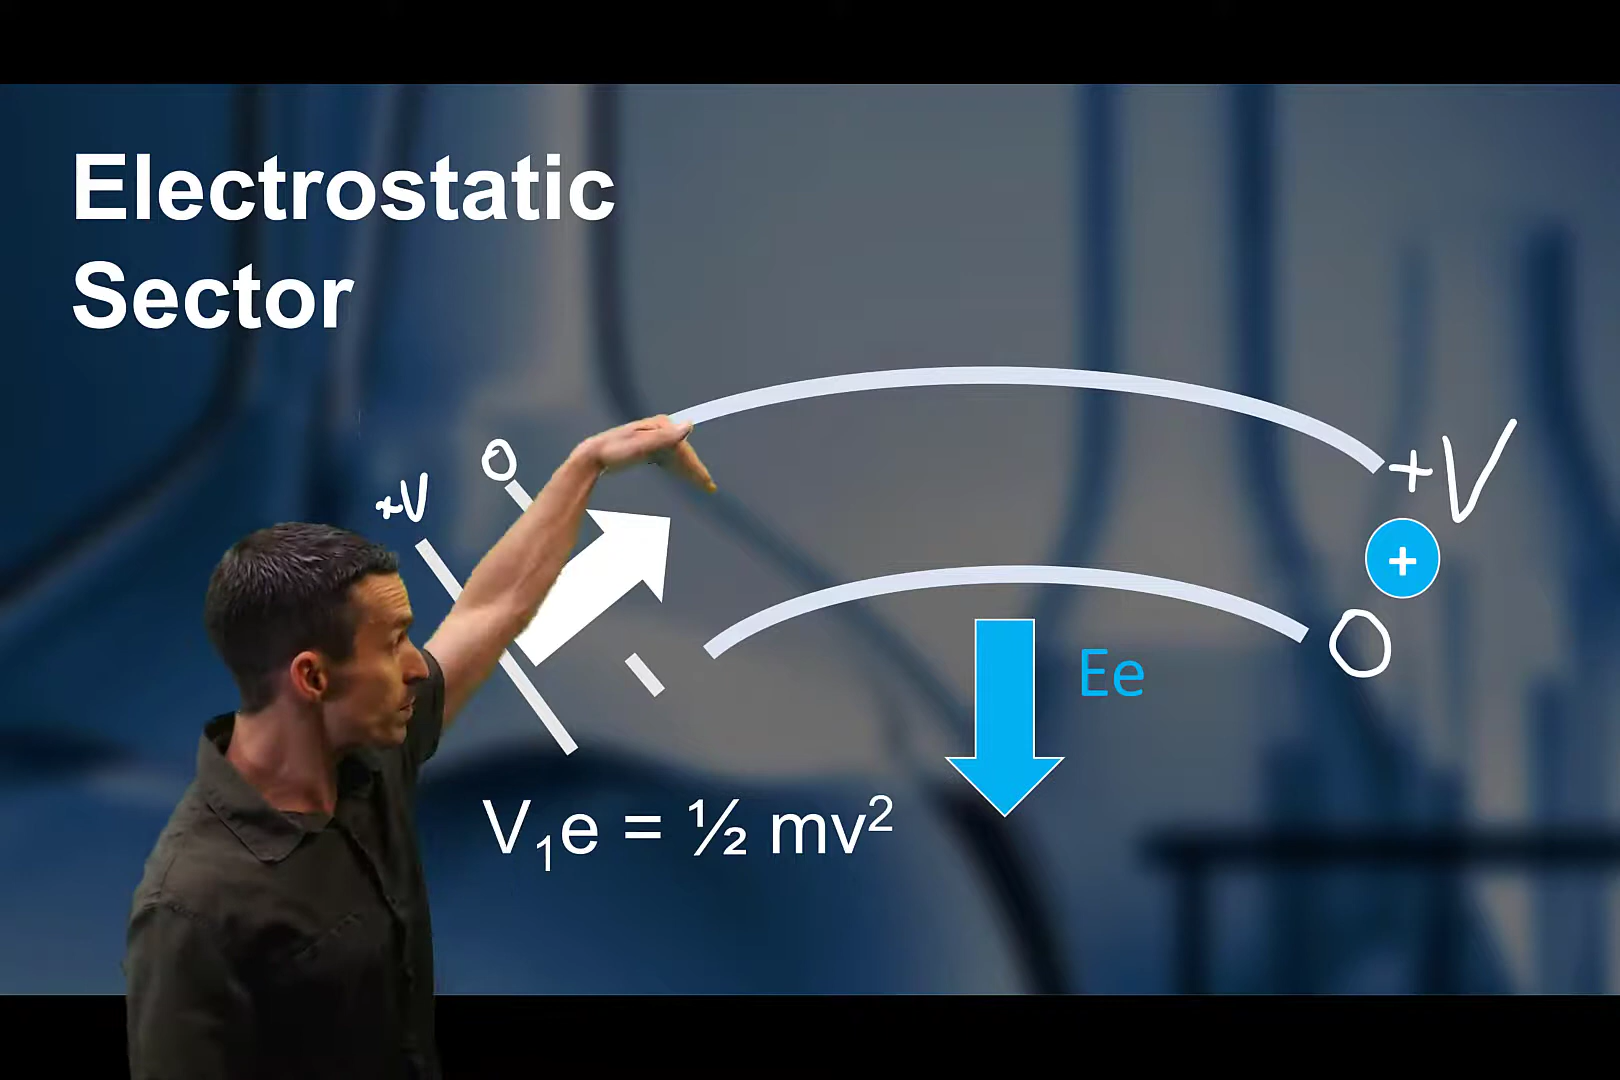 Electrostatic
Sector
+V
0
+V
+
0
Ee
V₁e = ½ mv²